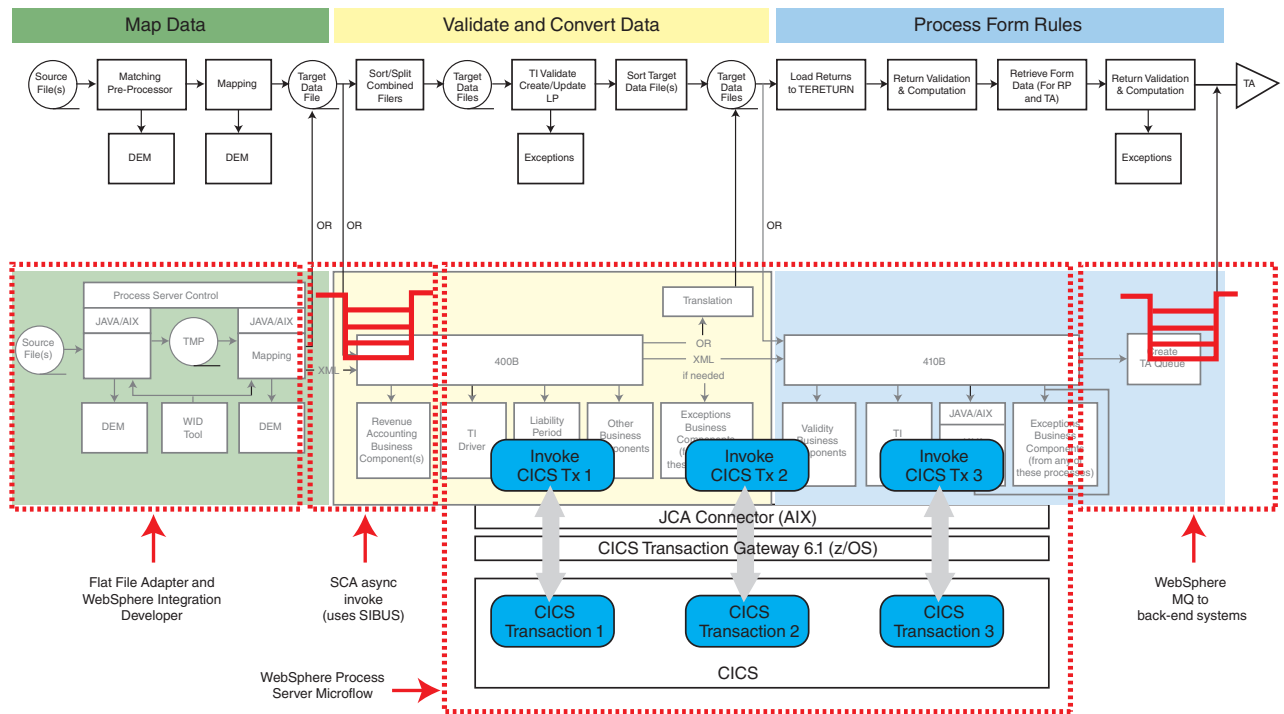 Map Data
Validate and Convert Data
Process Form Rules
Source
File(s)
Matching
Pre-Processor
Mapping
Target
Data
File
Sort/Split
Combined
Filers
Target
Data
Files
TI Validate
Create/Update
LP
Sort Target
Data File(s)
Target
Data
Files
Load Returns
to TERETURN
Return Validation
& Computation
Retrieve Form
Data (For RP
and TA)
Return Validation
& Computation
TA
DEM
DEM
Exceptions
Exceptions
OR
OR
OR
Process Server Control
JAVA/AIX
JAVA/AIX
Source
File(s)
TMP
Mapping
XML
DEM
WID
Tool
DEM
400B
Translation
OR
XML
if needed
410B
Create
TA Queue
Revenue
Accounting
Business
Component(s)
TI
Driver
Liability
Period
Other
Business
Exceptions
Business
Validity
Business
TI
JAVA/AIX
Exceptions
Business
Components
(from any of
these processes)
Invoke
CICS Tx 1
Invoke
CICS Tx 2
Invoke
CICS Tx 3
JCA Connector (AIX)
CICS Transaction Gateway 6.1 (z/OS)
CICS
Transaction 1
CICS
Transaction 2
CICS
Transaction 3
CICS
Flat File Adapter and
WebSphere Integration
Developer
SCA async
invoke
(uses SIBUS)
WebSphere Process
Server Microflow
WebSphere
MQ to
back-end systems